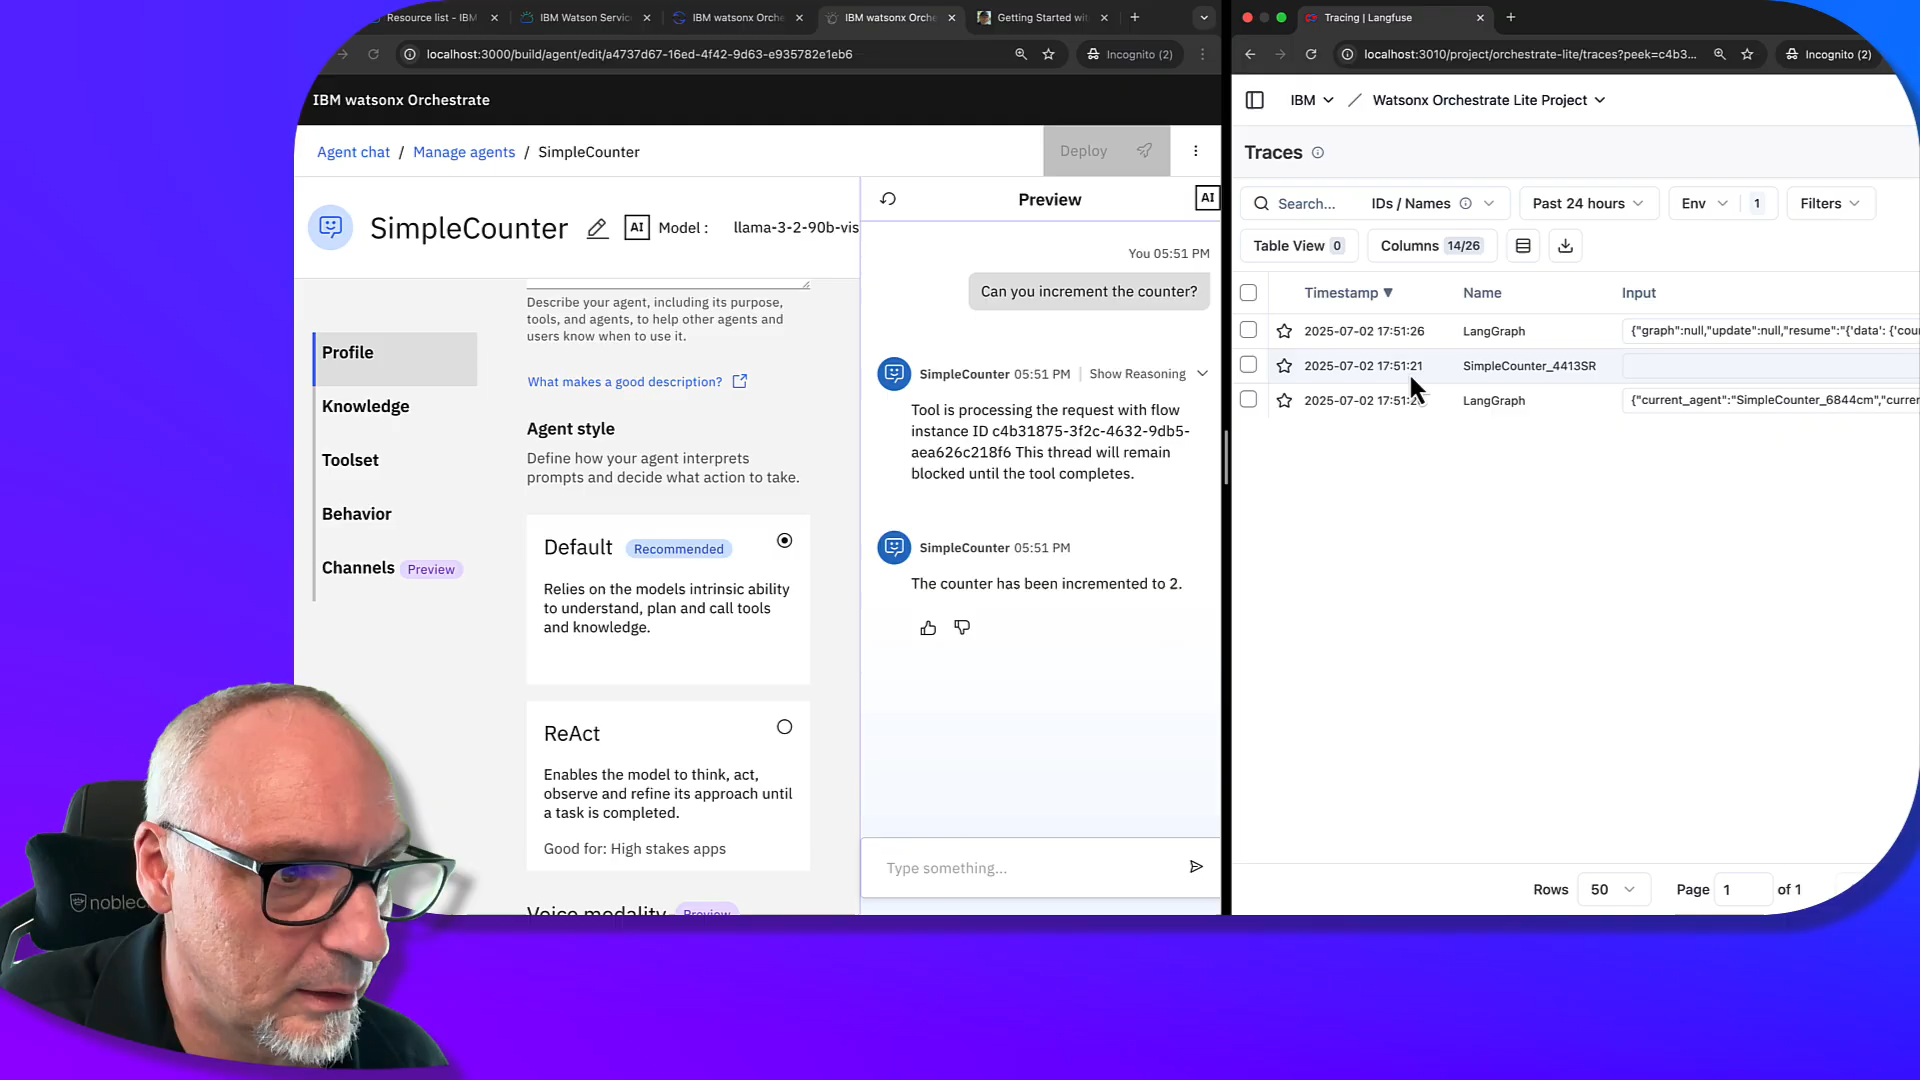 Resource list - IBM
IBM Watson Servic
IBM watsonx Orche
IBM watsonx Orche
Getting Started wit
localhost:3000/build/agent/edit/a4737d67-16ed-4f42-9d63-e935782e1eb6
Incognito (2)
IBM watsonx Orchestrate
Agent chat / Manage agents / SimpleCounter
Deploy
SimpleCounter
AI Model :
llama-3-2-90b-vis
Profile
Knowledge
Toolset
Behavior
Channels Preview
Describe your agent, including its purpose,
tools, and agents, to help other agents and
users know when to use it.
What makes a good description?
Agent style
Define how your agent interprets
prompts and decide what action to take.
Default Recommended
Relies on the models intrinsic ability
to understand, plan and call tools
and knowledge.
ReAct
Enables the model to think, act,
observe and refine its approach until
a task is completed.
Good for: High stakes apps
Voice modality Preview
Preview
AI
You 05:51 PM
Can you increment the counter?
SimpleCounter 05:51 PM | Show Reasoning
Tool is processing the request with flow
instance ID c4b31875-3f2c-4632-9db5-
aea626c218f6 This thread will remain
blocked until the tool completes.
SimpleCounter 05:51 PM
The counter has been incremented to 2.
Type something...
Tracing | Langfuse
localhost:3010/project/orchestrate-lite/traces?peek=c4b3...
Incognito (2)
IBM / Watsonx Orchestrate Lite Project
Traces
Search... IDs / Names
Past 24 hours
Env 1
Filters
Table View 0
Columns 14/26
Timestamp ▼ Name Input
2025-07-02 17:51:26 LangGraph {"graph":null,"update":null,"resume":"{'data': {'cou
2025-07-02 17:51:21 SimpleCounter_4413SR
2025-07-02 17:51:2 LangGraph {"current_agent":"SimpleCounter_6844cm","curre
Rows 50 Page 1 of 1
noblec